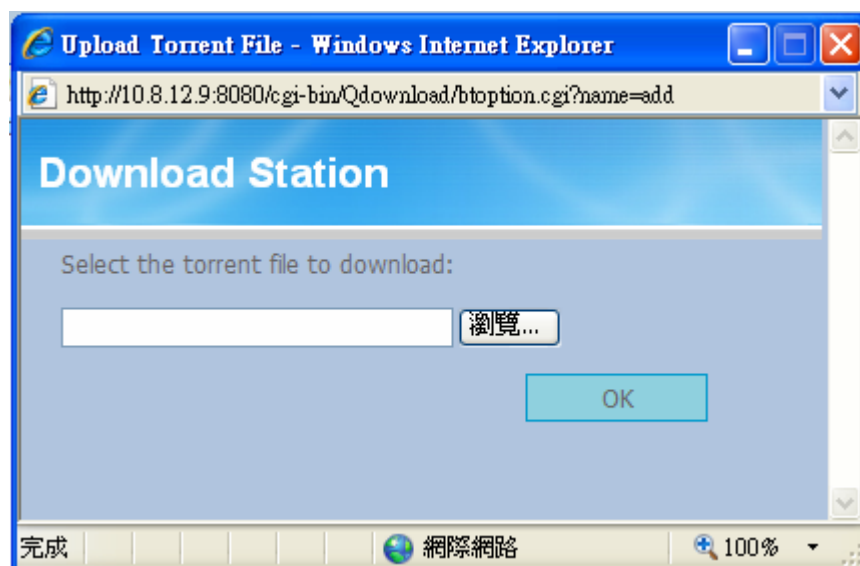 Upload Torrent File - Windows Internet Explorer
http://10.8.12.9:8080/cgi-bin/Qdownload/btoption.cgi?name=add
Download Station
Select the torrent file to download:
瀏覽...
OK
完成 網際網路 100%